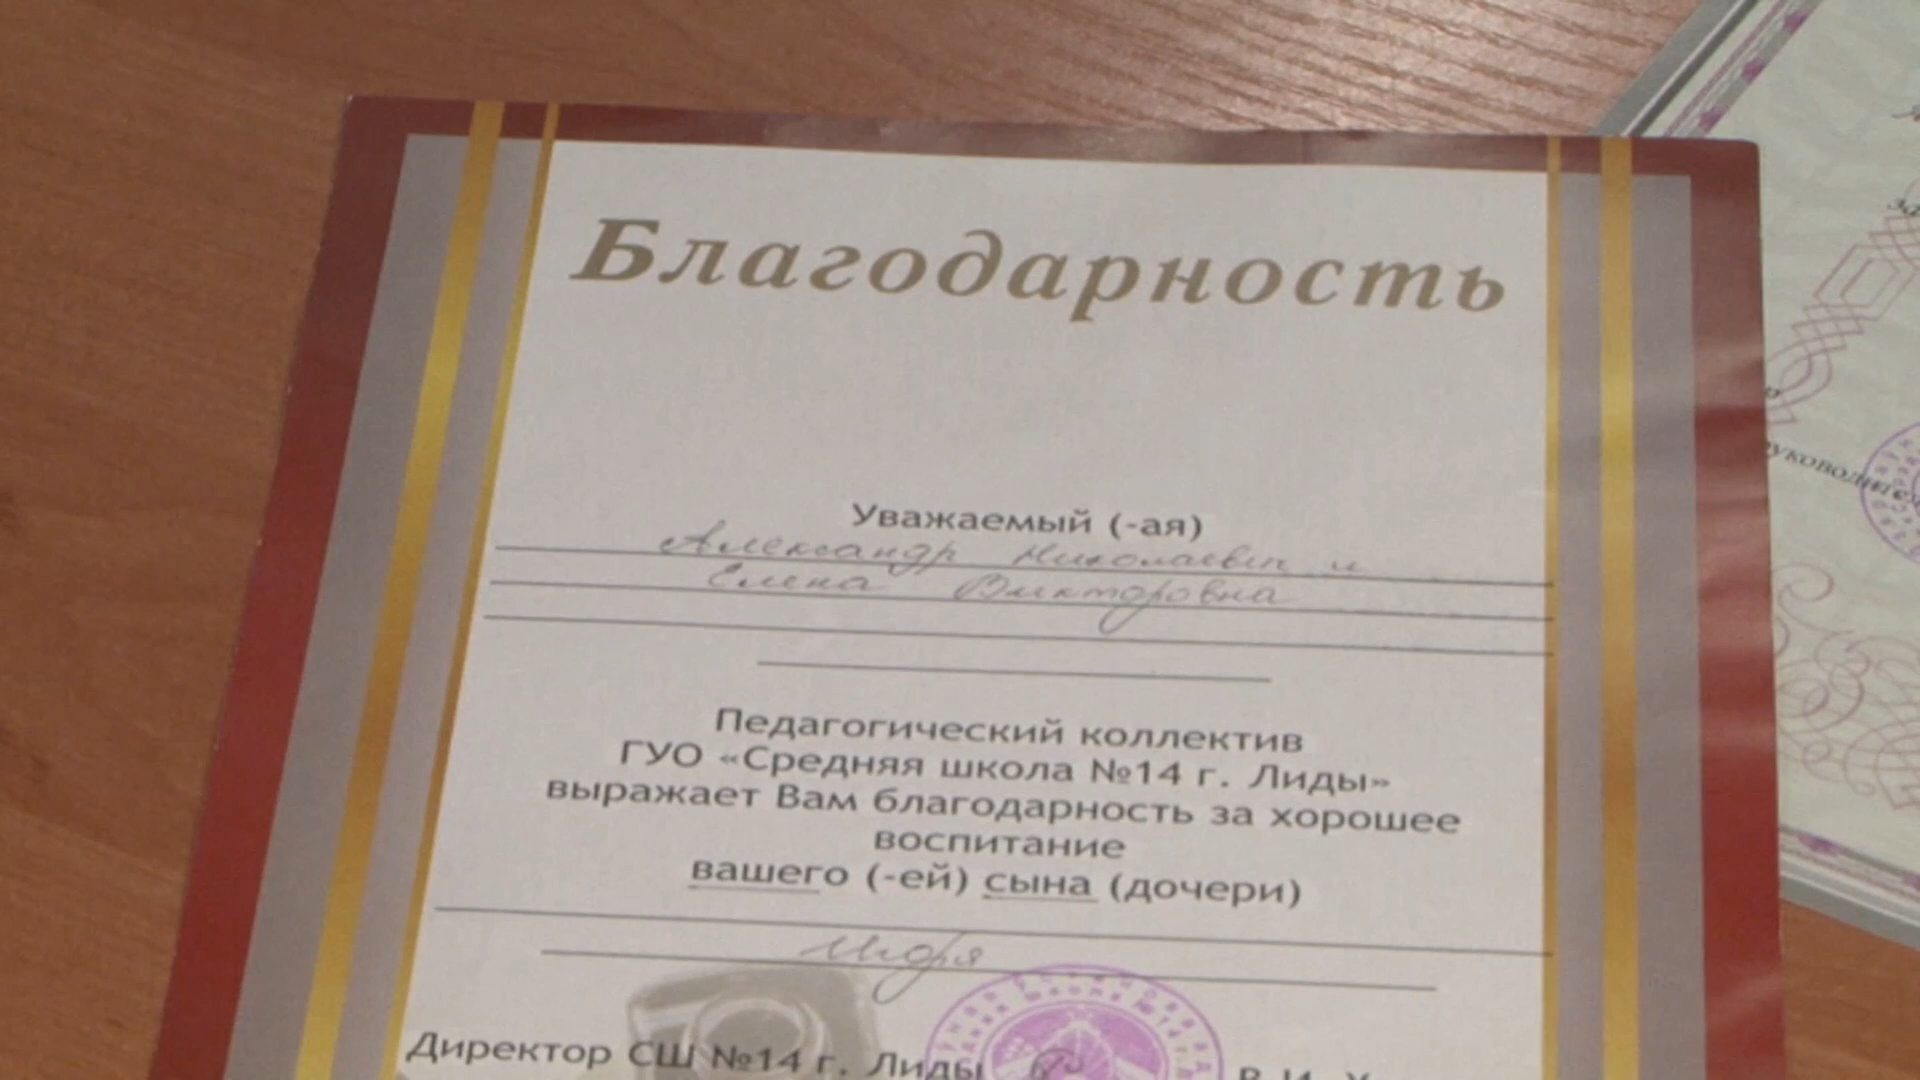 Благодарность
Уважаемый (-ая)
Александр Николаевич и
Елена Викторовна
Педагогический коллектив
ГУО «Средняя школа №14 г. Лиды»
выражает Вам благодарность за хорошее
воспитание
вашего (-ей) сына (дочери)
Игоря
Директор СШ №14 г. Лиды В. И.